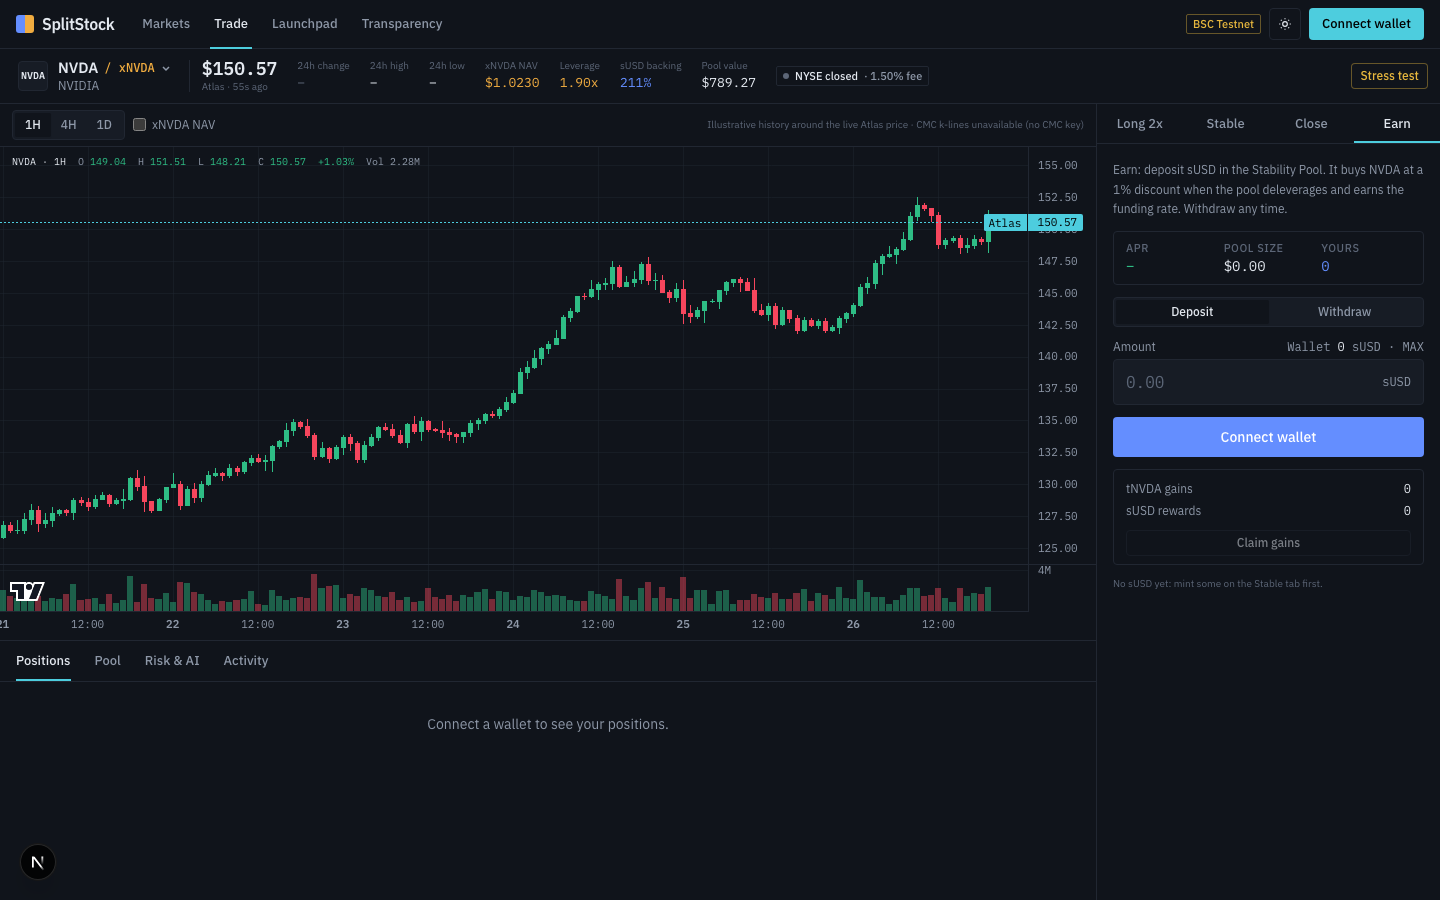 SplitStock
Markets
Trade
Launchpad
Transparency
BSC Testnet
Connect wallet
NVDA
NVDA / xNVDA
NVIDIA
$150.57
Atlas · 55s ago
24h change
–
24h high
–
24h low
–
xNVDA NAV
$1.0230
Leverage
1.90x
sUSD backing
211%
Pool value
$789.27
NYSE closed · 1.50% fee
Stress test
1H
4H
1D
xNVDA NAV
Illustrative history around the live Atlas price · CMC k-lines unavailable (no CMC key)
NVDA · 1H O 149.04 H 151.51 L 148.21 C 150.57 +1.03% Vol 2.28M
155.00
152.50
Atlas 150.57
147.50
145.00
142.50
140.00
137.50
135.00
132.50
130.00
127.50
125.00
4M
21
12:00
22
12:00
23
12:00
24
12:00
25
12:00
26
12:00
Positions
Pool
Risk & AI
Activity
Connect a wallet to see your positions.
N
Long 2x
Stable
Close
Earn
Earn: deposit sUSD in the Stability Pool. It buys NVDA at a
1% discount when the pool deleverages and earns the
funding rate. Withdraw any time.
APR
–
POOL SIZE
$0.00
YOURS
0
Deposit
Withdraw
Amount
Wallet 0 sUSD · MAX
0.00
sUSD
Connect wallet
tNVDA gains 0
sUSD rewards 0
Claim gains
No sUSD yet: mint some on the Stable tab first.